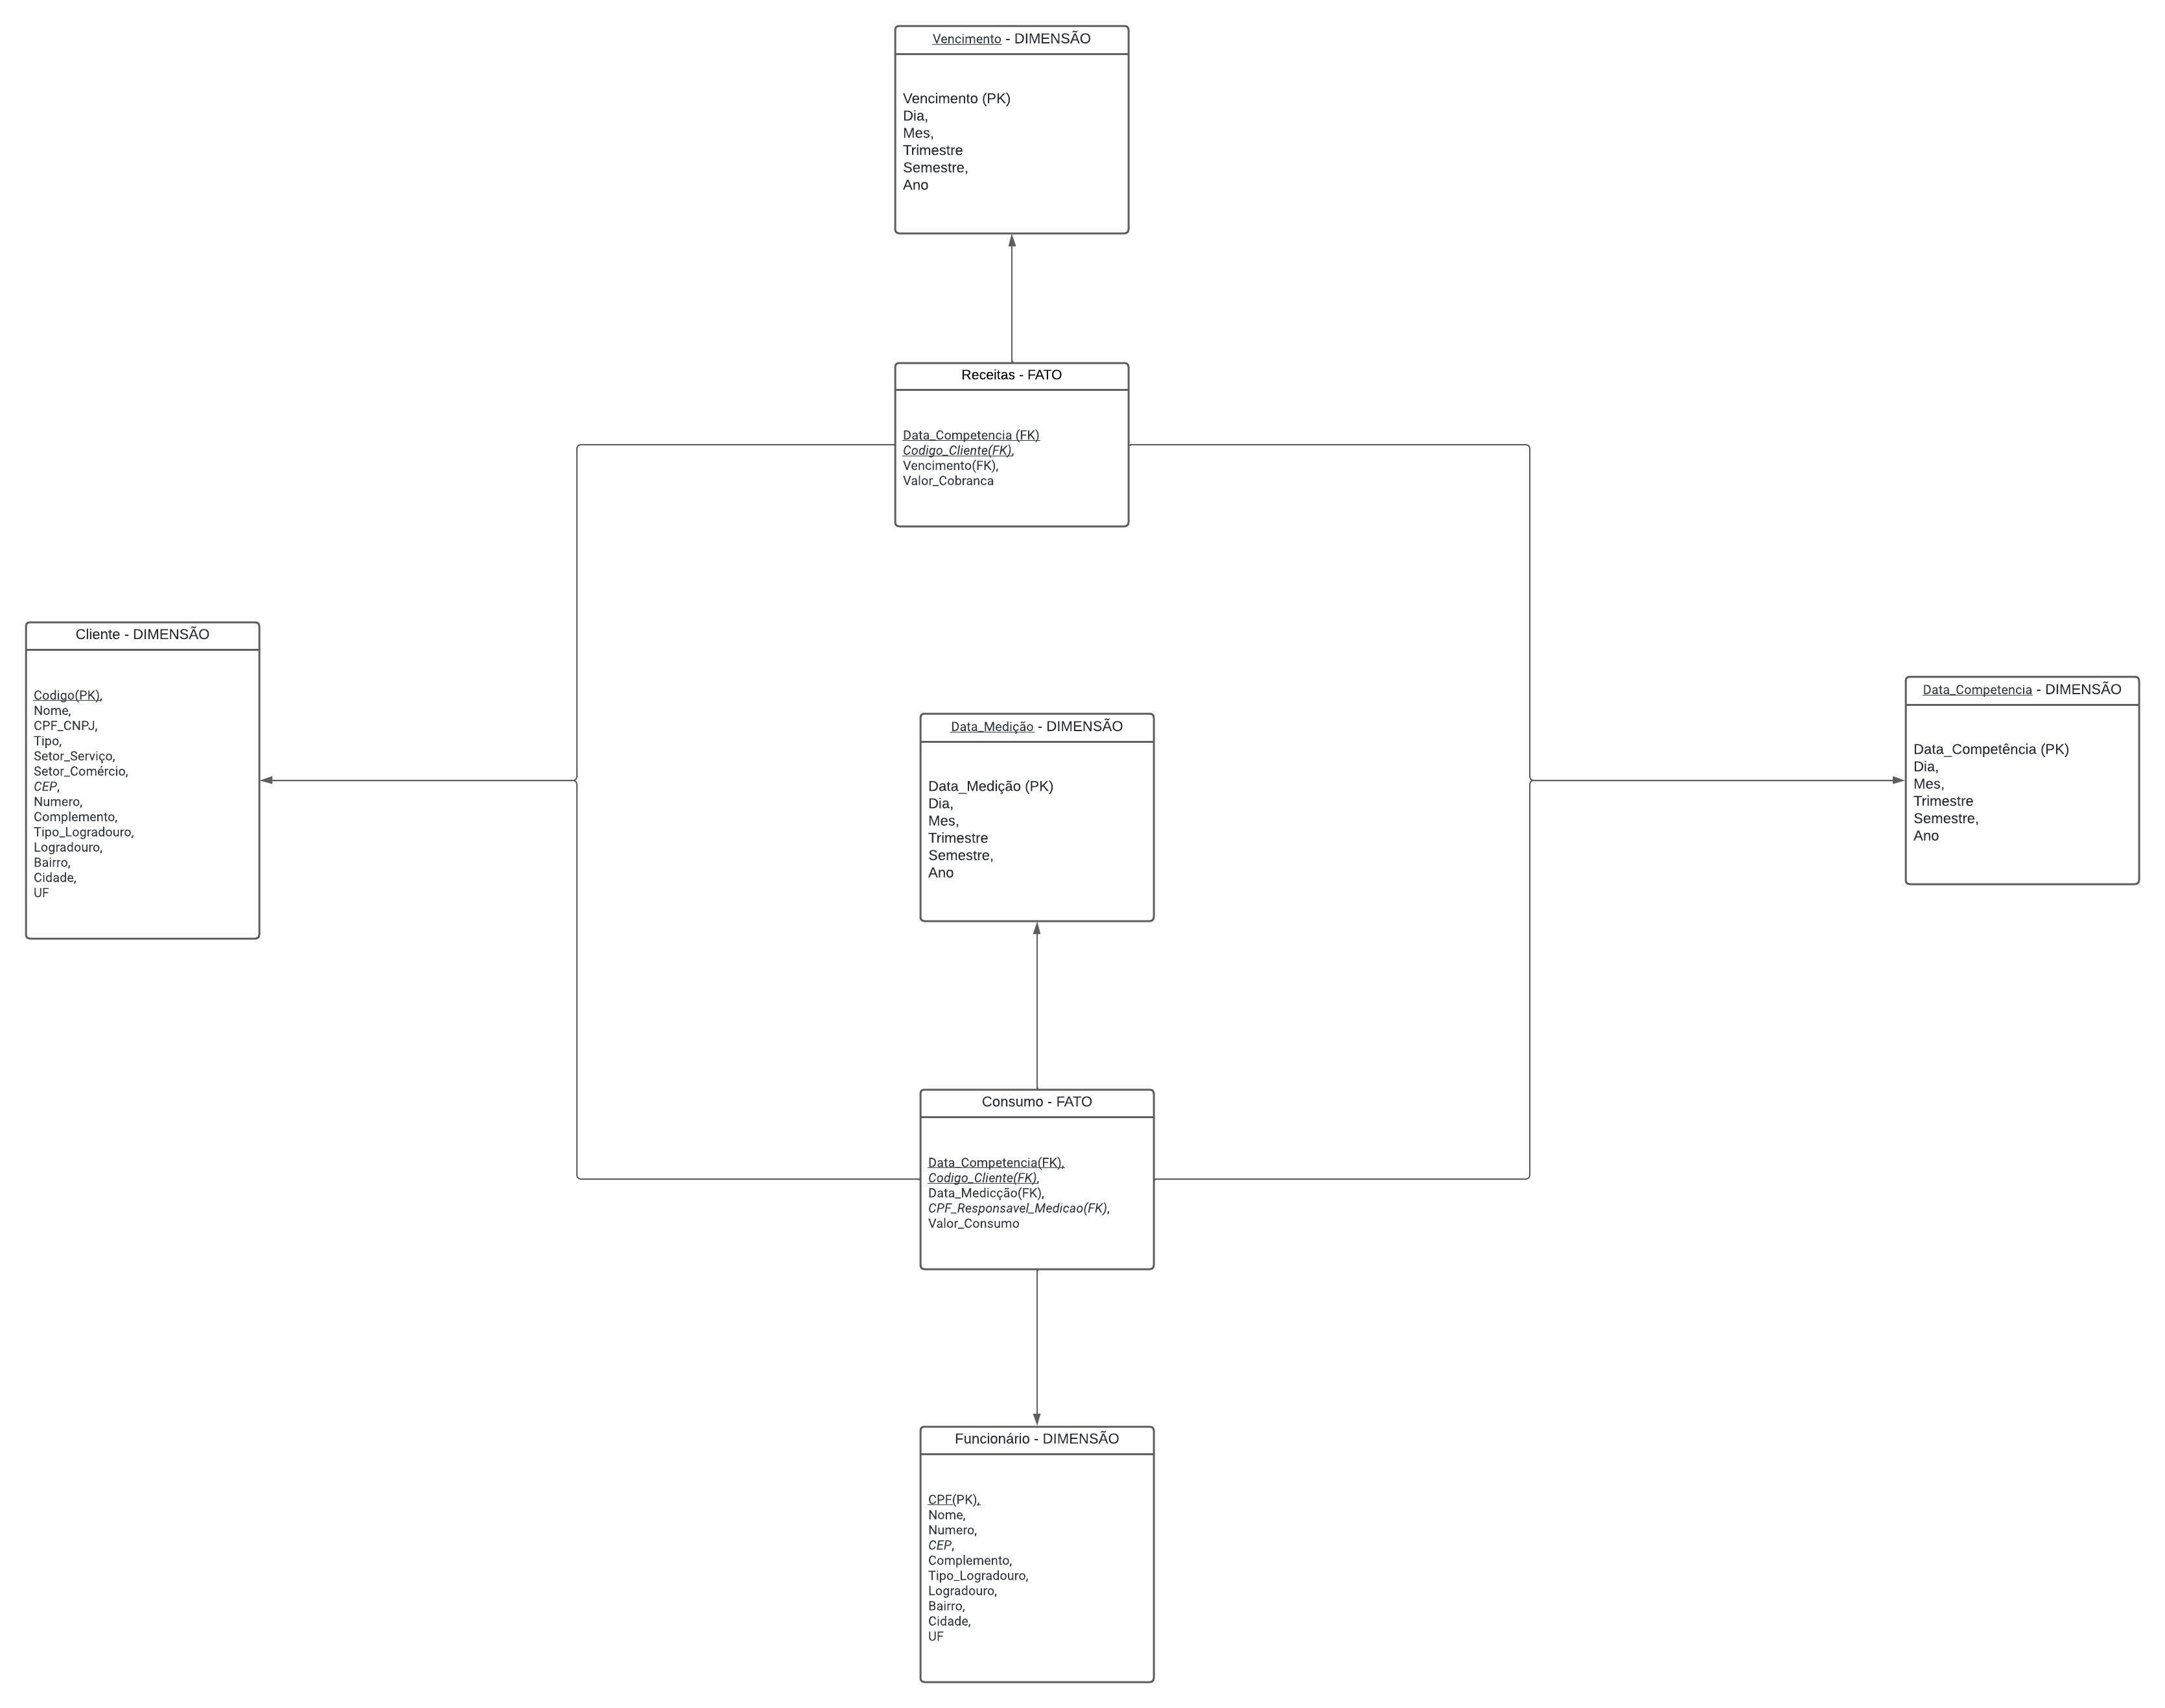 Vencimento - DIMENSÃO
Vencimento (PK)
Dia,
Mes,
Trimestre
Semestre,
Ano
Receitas - FATO
Data_Competencia (FK)
Codigo_Cliente(FK),
Vencimento(FK),
Valor_Cobranca
Cliente - DIMENSÃO
Codigo(PK),
Nome,
CPF_CNPJ,
Tipo,
Setor_Serviço,
Setor_Comércio,
CEP,
Numero,
Complemento,
Tipo_Logradouro,
Logradouro,
Bairro,
Cidade,
UF
Data_Medição - DIMENSÃO
Data_Medição (PK)
Dia,
Mes,
Trimestre
Semestre,
Ano
Data_Competencia - DIMENSÃO
Data_Competência (PK)
Dia,
Mes,
Trimestre
Semestre,
Ano
Consumo - FATO
Data_Competencia(FK),
Codigo_Cliente(FK),
Data_Medicção(FK),
CPF_Responsavel_Medicao(FK),
Valor_Consumo
Funcionário - DIMENSÃO
CPF(PK),
Nome,
Numero,
CEP,
Complemento,
Tipo_Logradouro,
Logradouro,
Bairro,
Cidade,
UF